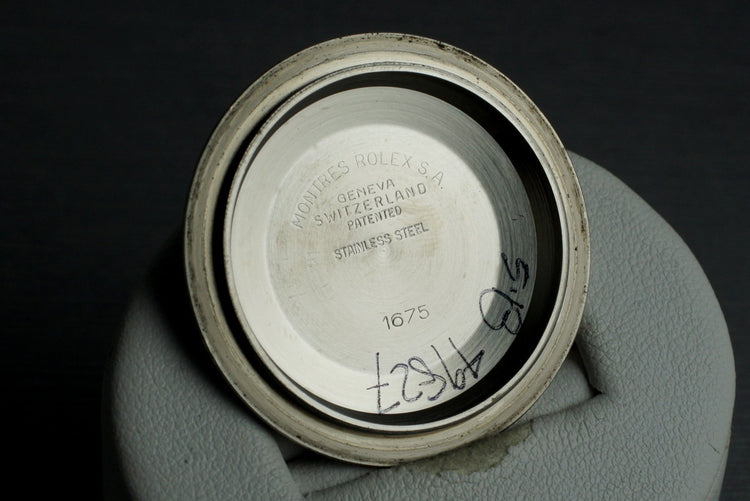 MONTRES ROLEX S.A.
GENEVA
SWITZERLAND
PATENTED
STAINLESS STEEL
1675